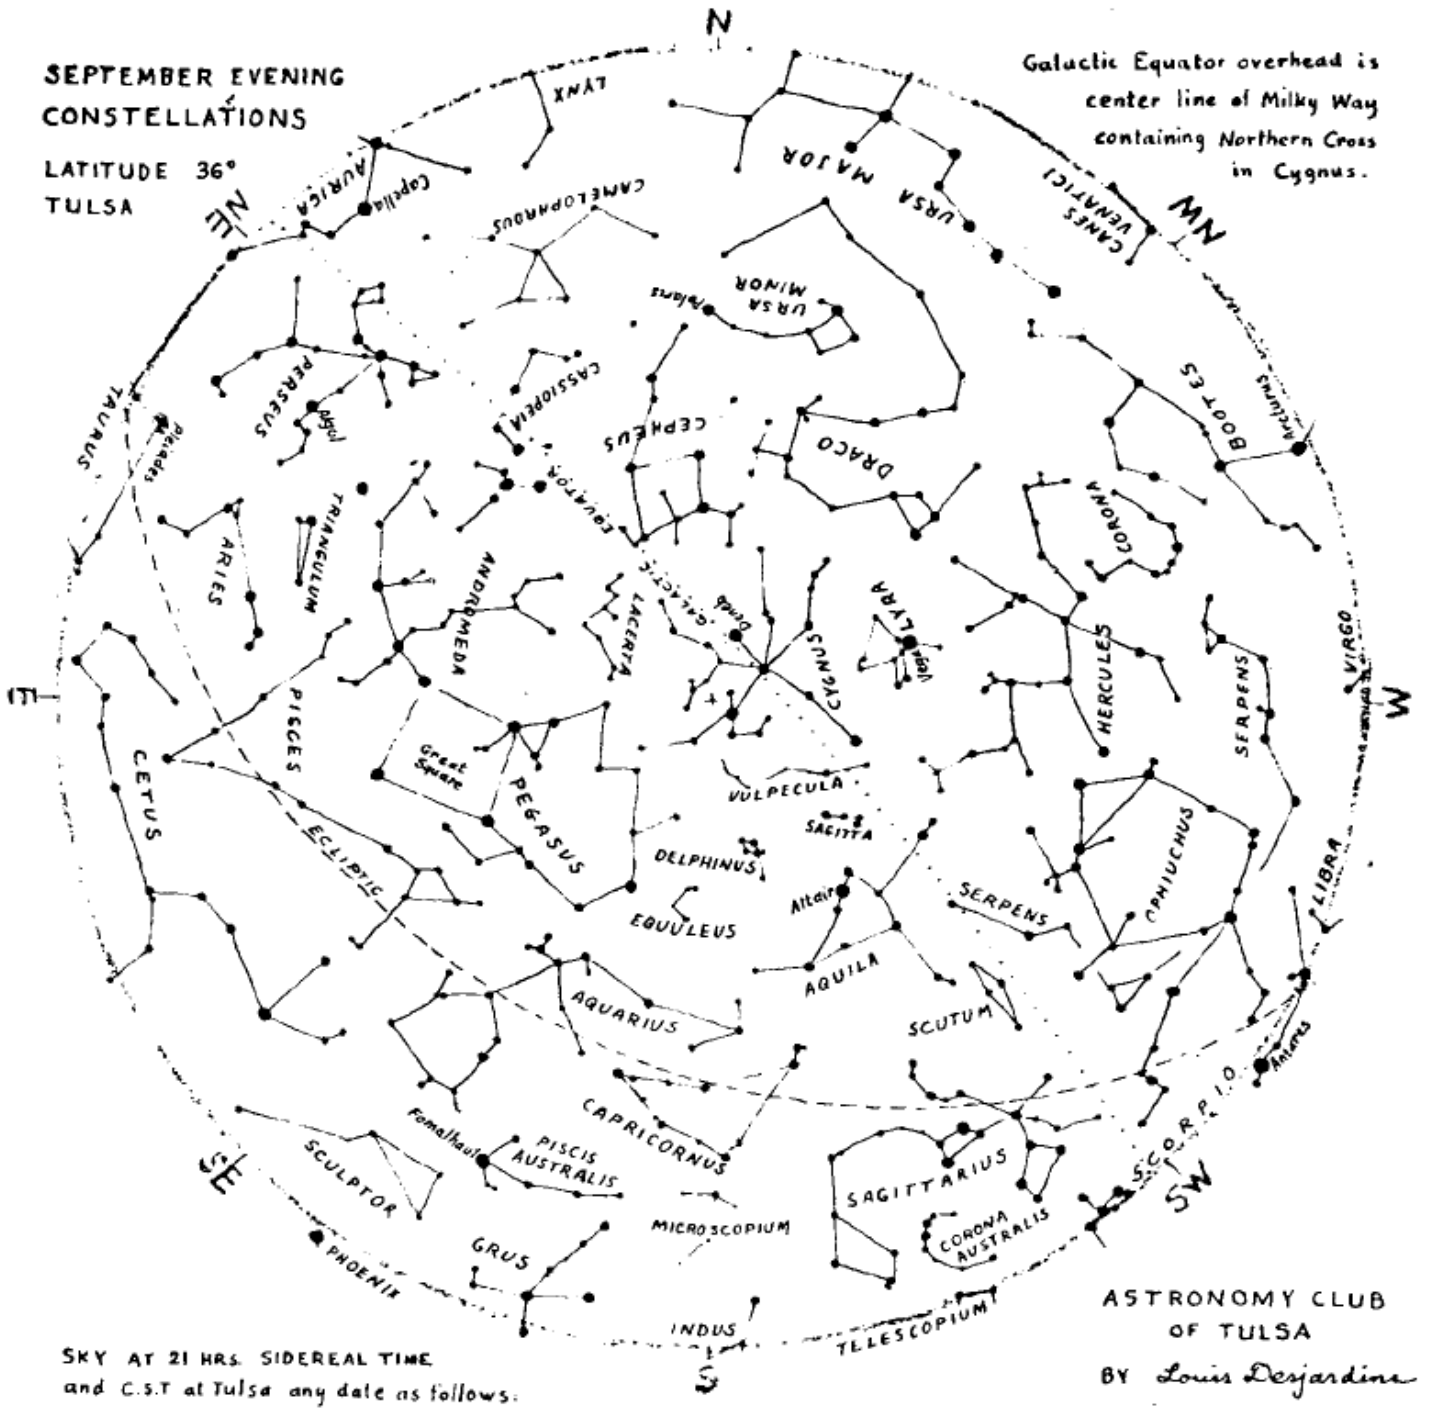 N
SEPTEMBER EVENING
CONSTELLATIONS
LATITUDE 36°
TULSA
Galactic Equator overhead is
center line of Milky Way
containing Northern Cross
in Cygnus.
LYNX
NE
AURIGA
Capella
CAMELOPARDUS
URSA MAJOR
CANES
VENATICI
NW
Polaris
URSA
MINOR
TAURUS
Pleiades
PERSEUS
Algol
CASSIOPEIA
CEPHEUS
DRACO
BOOTES
Arcturus
ARIES
TRIANGULUM
ANDROMEDA
GALACTIC EQUATOR
LACERTA
Deneb
CYGNUS
LYRA
Vega
CORONA
HERCULES
SERPENS
VIRGO
E
W
CETUS
PISCES
Great
Square
PEGASUS
ECLIPTIC
VULPECULA
SAGITTA
DELPHINUS
EQUULEUS
Altair
AQUILA
SERPENS
OPHIUCHUS
LIBRA
AQUARIUS
SCUTUM
Antares
SCORPIO
CAPRICORNUS
Fomalhaut
PISCIS
AUSTRALIS
SCULPTOR
SE
SW
SAGITTARIUS
MICROSCOPIUM
CORONA
AUSTRALIS
GRUS
PHOENIX
INDUS
TELESCOPIUM
S
ASTRONOMY CLUB
OF TULSA
BY Louis Desjardins
SKY AT 21 HRS. SIDEREAL TIME
and C.S.T at Tulsa any date as follows: